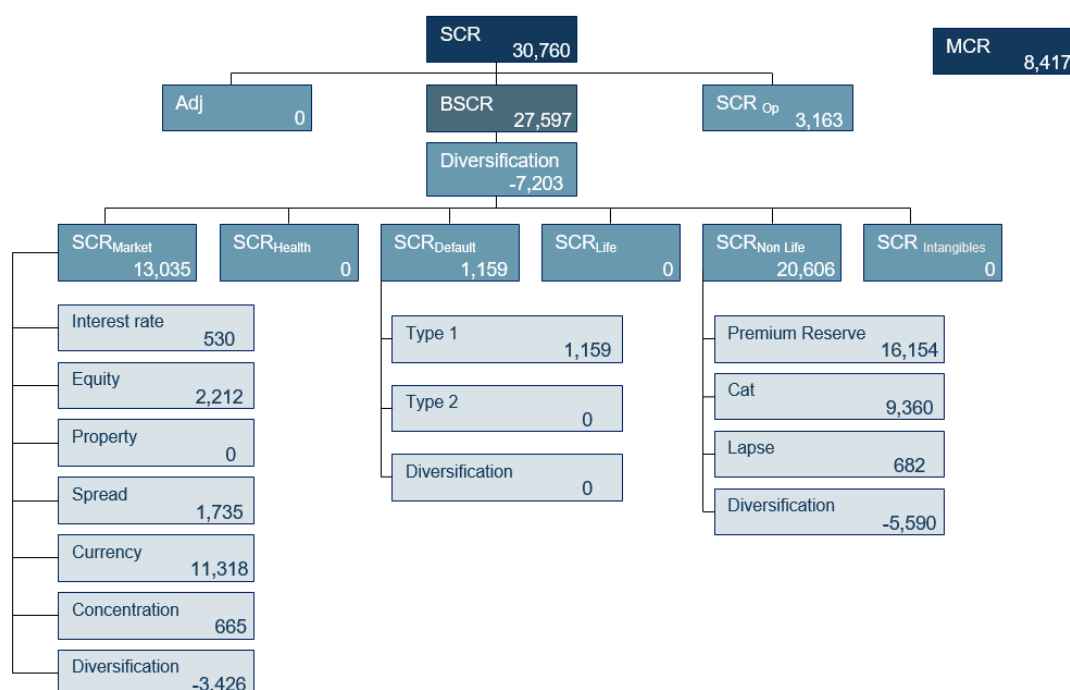 SCR
30,760
MCR
8,417
Adj
0
BSCR
27,597
SCR Op
3,163
Diversification
-7,203
SCRMarket
13,035
SCRHealth
0
SCRDefault
1,159
SCRLife
0
SCRNon Life
20,606
SCR Intangibles
0
Interest rate
530
Equity
2,212
Property
0
Spread
1,735
Currency
11,318
Concentration
665
Diversification
-3,426
Type 1
1,159
Type 2
0
Diversification
0
Premium Reserve
16,154
Cat
9,360
Lapse
682
Diversification
-5,590